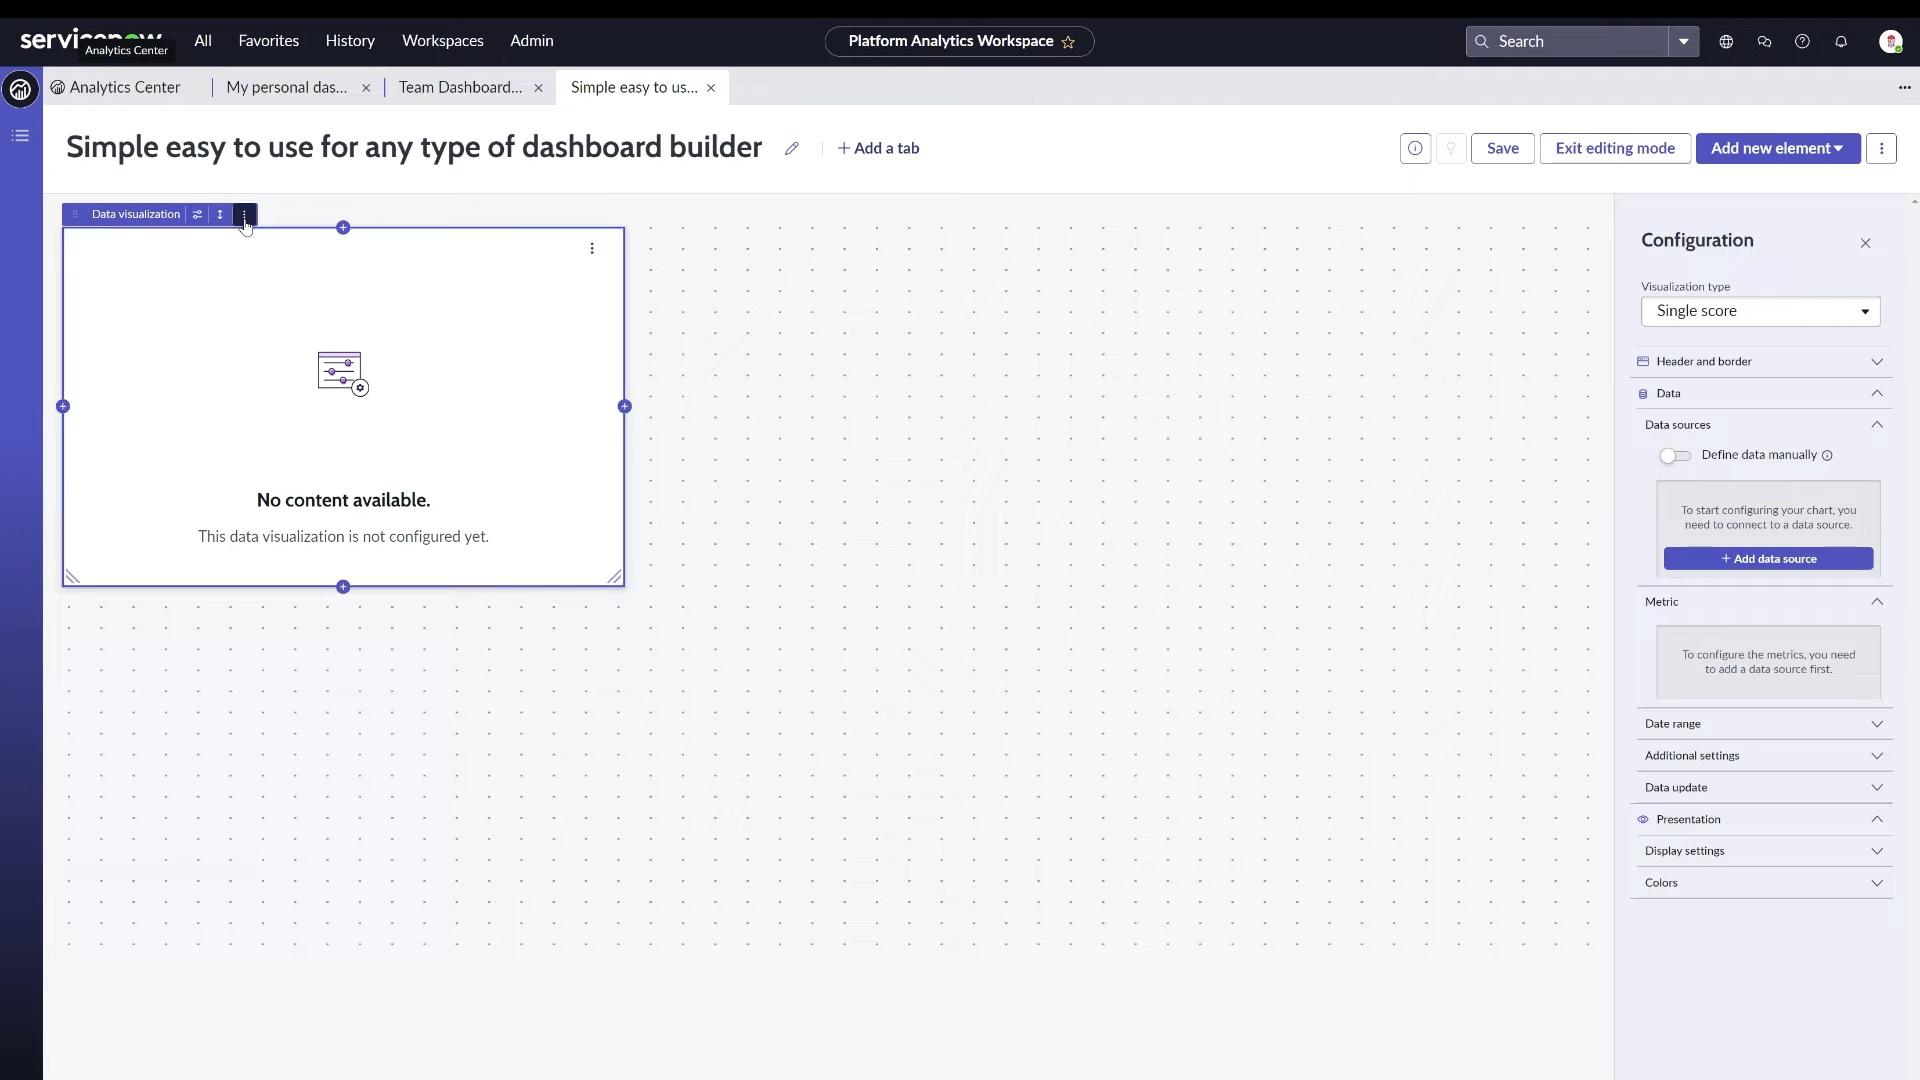 servicenow
Analytics Center
All
Favorites
History
Workspaces
Admin
Platform Analytics Workspace
Search
Analytics Center
My personal das...
Team Dashboard...
Simple easy to us...
Simple easy to use for any type of dashboard builder
+ Add a tab
Save
Exit editing mode
Add new element
Data visualization
No content available.
This data visualization is not configured yet.
Configuration
Visualization type
Single score
Header and border
Data
Data sources
Define data manually
To start configuring your chart, you
need to connect to a data source.
+ Add data source
Metric
To configure the metrics, you need
to add a data source first.
Date range
Additional settings
Data update
Presentation
Display settings
Colors